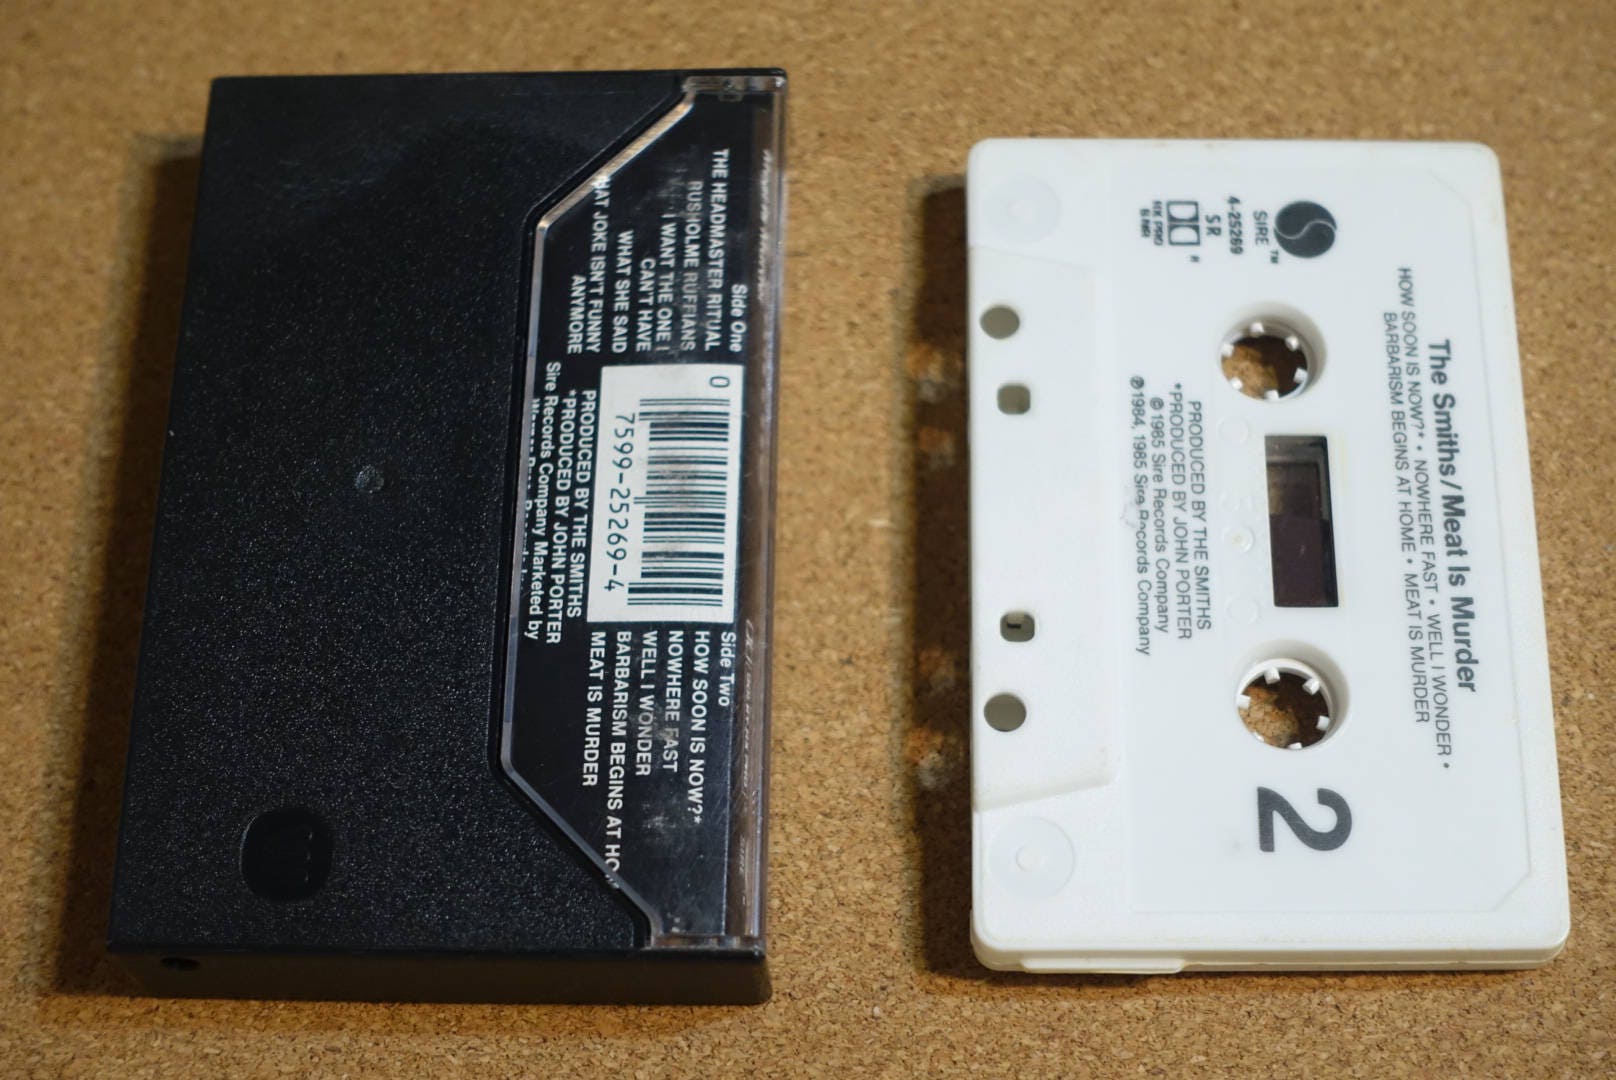 Side One
THE HEADMASTER RITUAL
RUSHOLME RUFFIANS
I WANT THE ONE I
CAN'T HAVE
WHAT SHE SAID
AT JOKE ISN'T FUNNY
ANYMORE
0
7599-25269-4
Side Two
HOW SOON IS NOW?*
NOWHERE FAST
WELL I WONDER
BARBARISM BEGINS AT HO
MEAT IS MURDER
PRODUCED BY THE SMITHS
*PRODUCED BY JOHN PORTER
Sire Records Company Marketed by
The Smiths/Meat Is Murder
HOW SOON IS NOW?* • NOWHERE FAST • WELL I WONDER •
BARBARISM BEGINS AT HOME • MEAT IS MURDER
™
SIRE
4-25269
SR
HX PRO
B NR
2
PRODUCED BY THE SMITHS
*PRODUCED BY JOHN PORTER
© 1985 Sire Records Company
℗ 1984, 1985 Sire Records Company